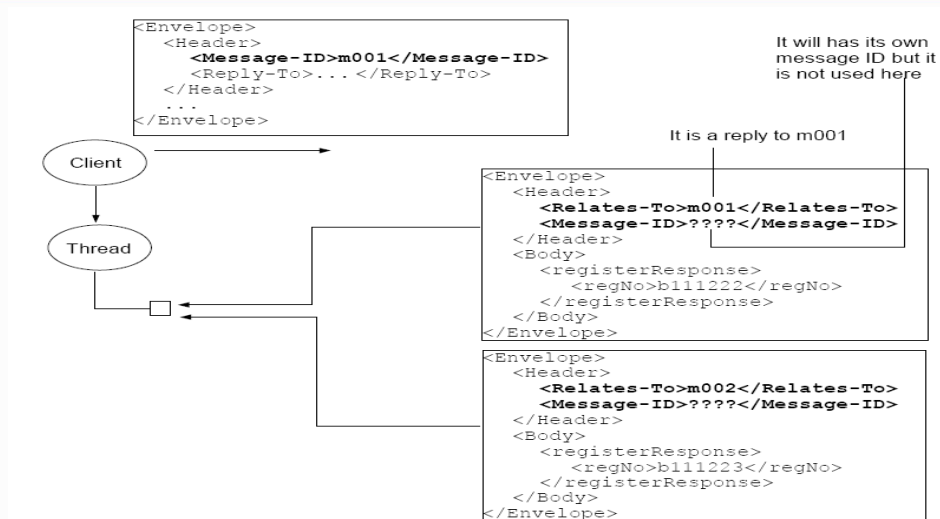 <Envelope>
<Header>
<Message-ID>m001</Message-ID>
<Reply-To>... </Reply-To>
</Header>
...
</Envelope>
It will has its own
message ID but it
is not used here
It is a reply to m001
Client
Thread
<Envelope>
<Header>
<Relates-To>m001</Relates-To>
<Message-ID>????</Message-ID>
</Header>
<Body>
<registerResponse>
<regNo>b111222</regNo>
</registerResponse>
</Body>
</Envelope>
<Envelope>
<Header>
<Relates-To>m002</Relates-To>
<Message-ID>????</Message-ID>
</Header>
<Body>
<registerResponse>
<regNo>b111223</regNo>
</registerResponse>
</Body>
</Envelope>